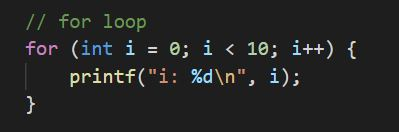 // for loop
for (int i = 0; i < 10; i++) {
    printf("i: %d\n", i);
}